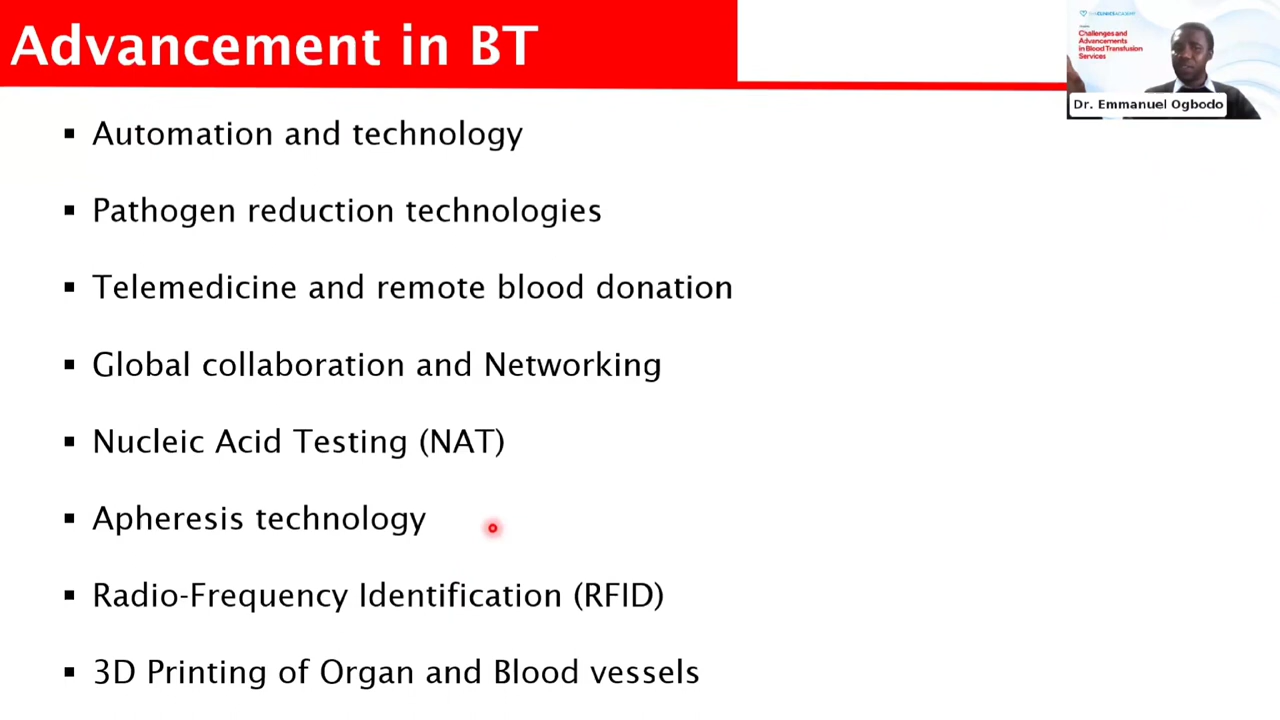 Advancement in BT
CLINICS ACADEMY
Challenges and
Advancements
in Blood Transfusion
Services
Dr. Emmanuel Ogbodo
▪ Automation and technology
▪ Pathogen reduction technologies
▪ Telemedicine and remote blood donation
▪ Global collaboration and Networking
▪ Nucleic Acid Testing (NAT)
▪ Apheresis technology
▪ Radio-Frequency Identification (RFID)
▪ 3D Printing of Organ and Blood vessels